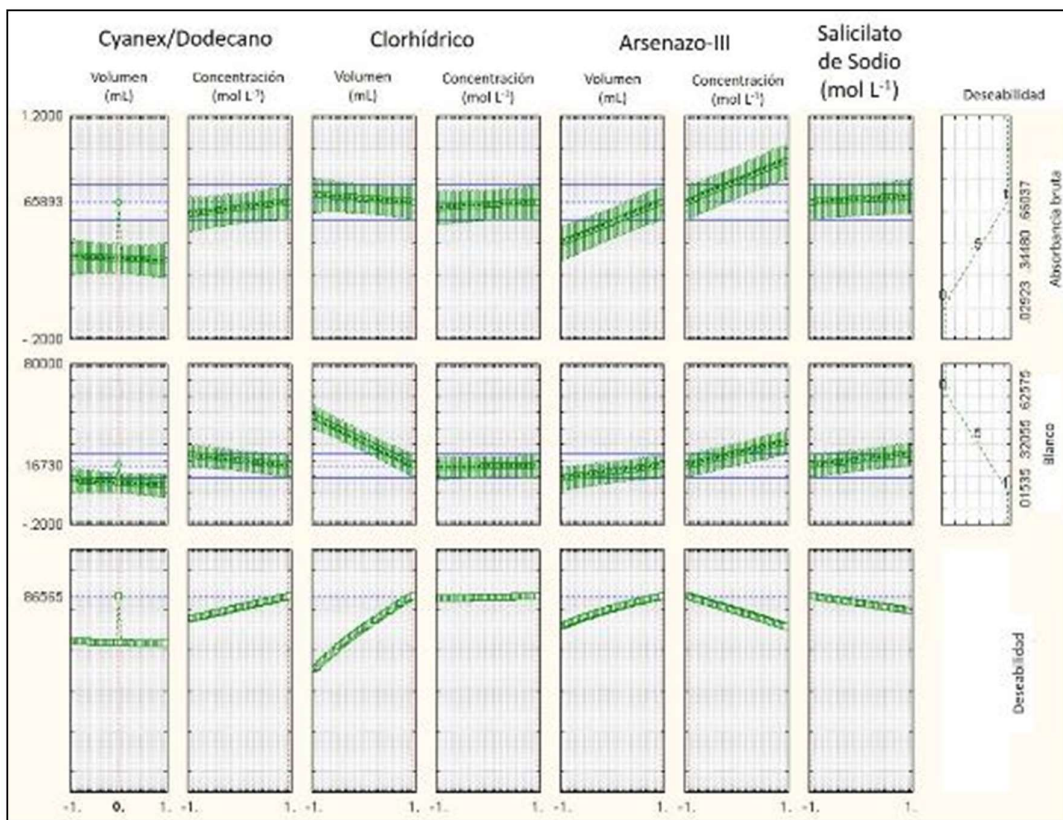 Cyanex/Dodecano
Clorhídrico
Arsenazo-III
Salicilato
de Sodio
(mol L⁻¹)
Volumen
(mL)
Concentración
(mol L⁻¹)
Volumen
(mL)
Concentración
(mol L⁻¹)
Volumen
(mL)
Concentración
(mol L⁻¹)
Deseabilidad
1.2000
.65893
-.2000
.02923 .34480 .66037
Absorbancia bruta
.80000
.16730
-.2000
.01535 .32055 .62575
Blanco
.86565
Deseabilidad
-1. 0. 1. -1. 1. -1. 1. -1. 1. -1. 1. -1. 1. -1. 1.